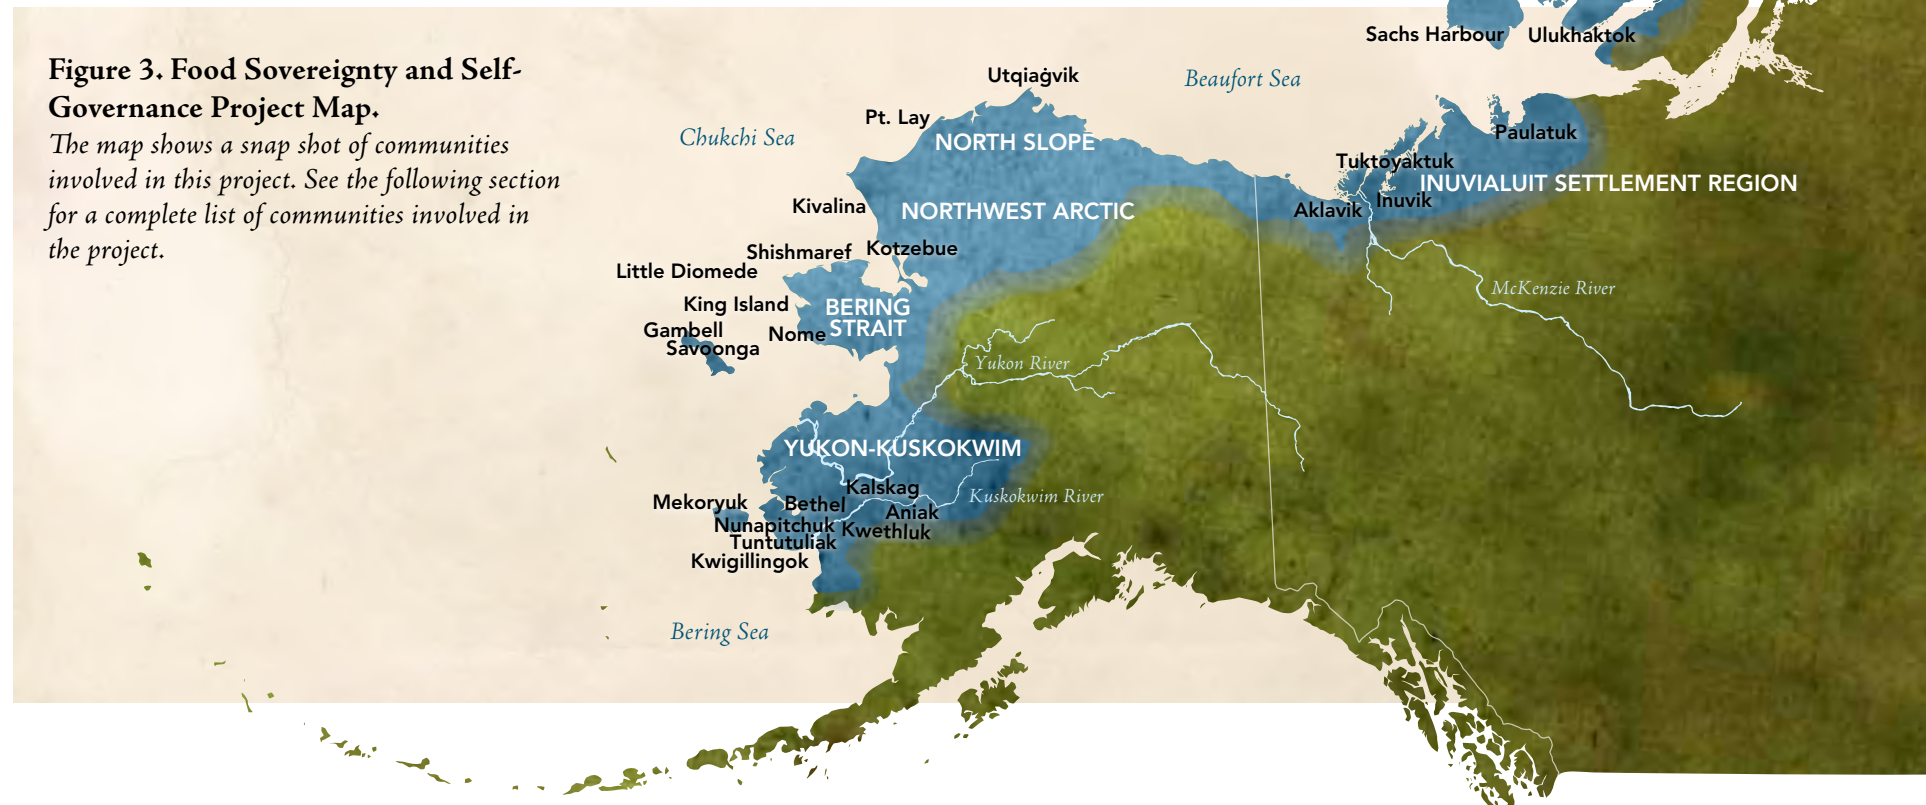 Figure 3. Food Sovereignty and Self-
Governance Project Map.
The map shows a snap shot of communities
involved in this project. See the following section
for a complete list of communities involved in
the project.
Sachs Harbour
Ulukhaktok
Utqiaġvik
Beaufort Sea
Pt. Lay
Chukchi Sea
NORTH SLOPE
Paulatuk
Tuktoyaktuk
INUVIALUIT SETTLEMENT REGION
Inuvik
Aklavik
Kivalina
NORTHWEST ARCTIC
Shishmaref
Kotzebue
Little Diomede
King Island
BERING
STRAIT
Gambell
Nome
Savoonga
McKenzie River
Yukon River
YUKON-KUSKOKWIM
Kalskag
Kuskokwim River
Mekoryuk
Bethel
Aniak
Nunapitchuk
Kwethluk
Tuntutuliak
Kwigillingok
Bering Sea